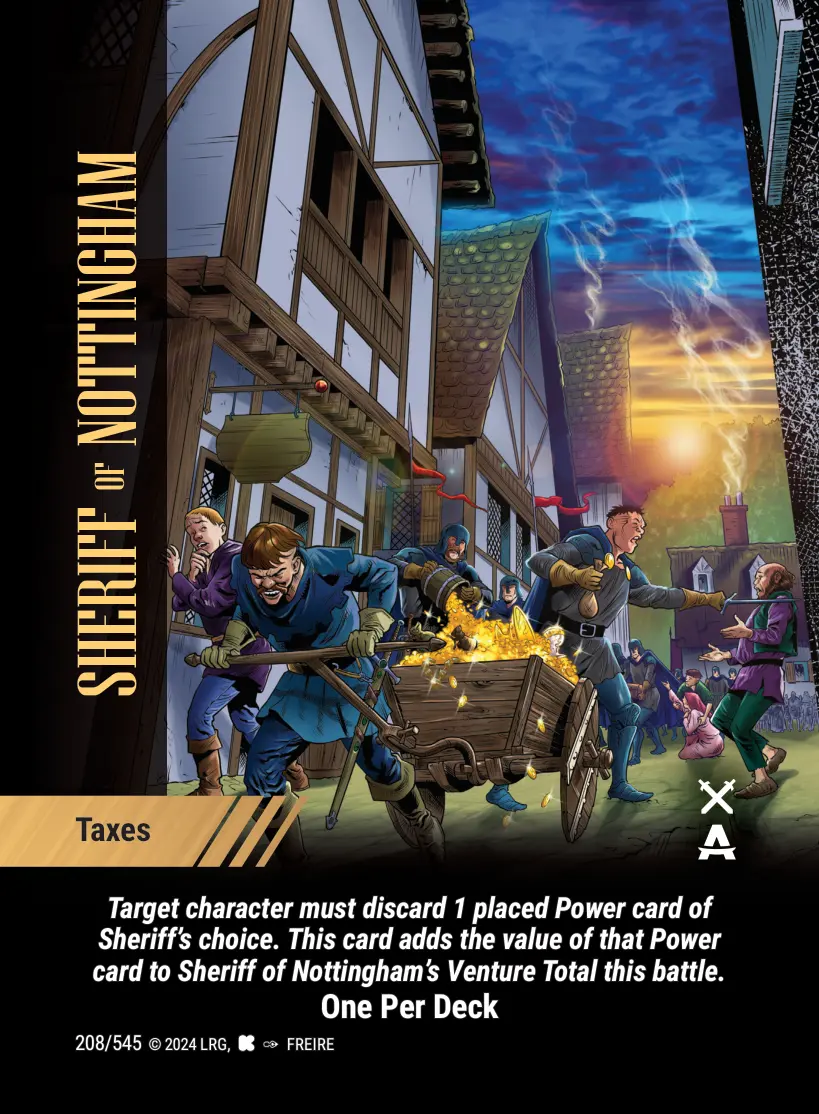 SHERIFF OF NOTTINGHAM
Taxes
Target character must discard 1 placed Power card of
Sheriff's choice. This card adds the value of that Power
card to Sheriff of Nottingham's Venture Total this battle.
One Per Deck
208/545 © 2024 LRG, FREIRE